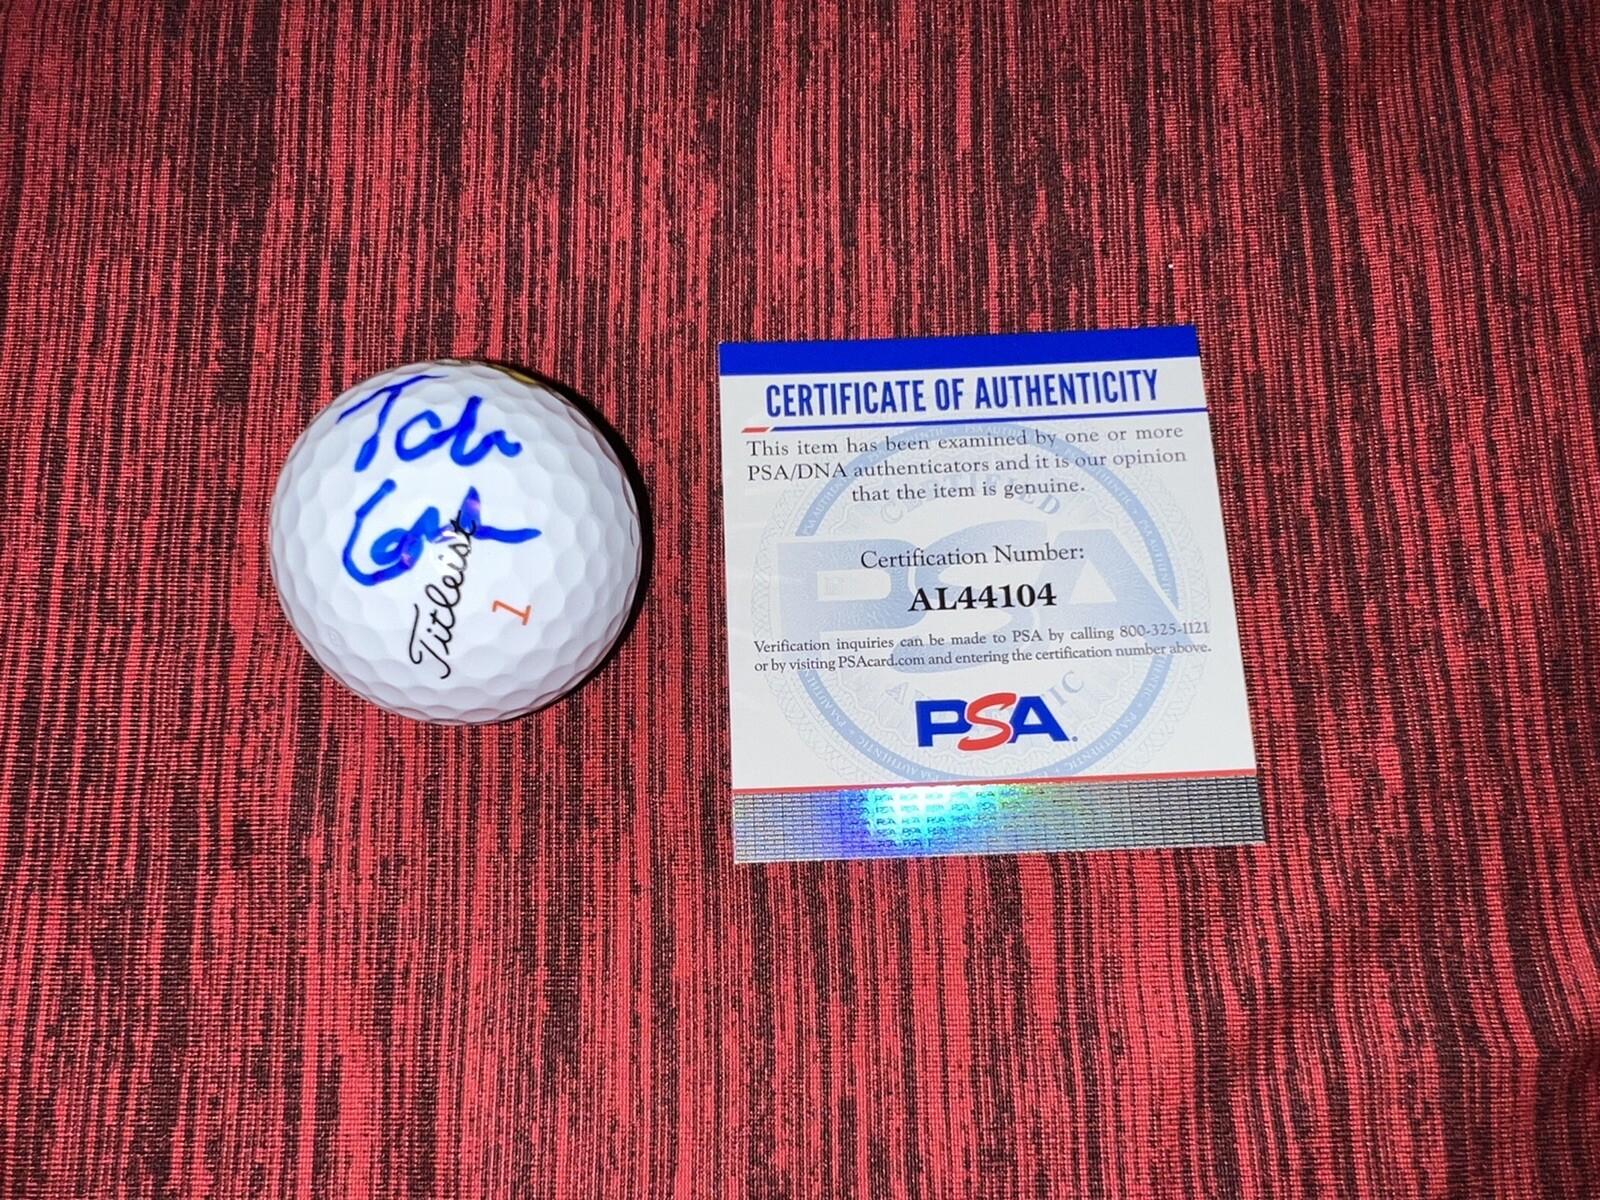 Titleist
1
CERTIFICATE OF AUTHENTICITY
This item has been examined by one or more
PSA/DNA authenticators and it is our opinion
that the item is genuine.
Certification Number:
AL44104
Verification inquiries can be made to PSA by calling 800-325-1121
or by visiting PSAcard.com and entering the certification number above.
PSA